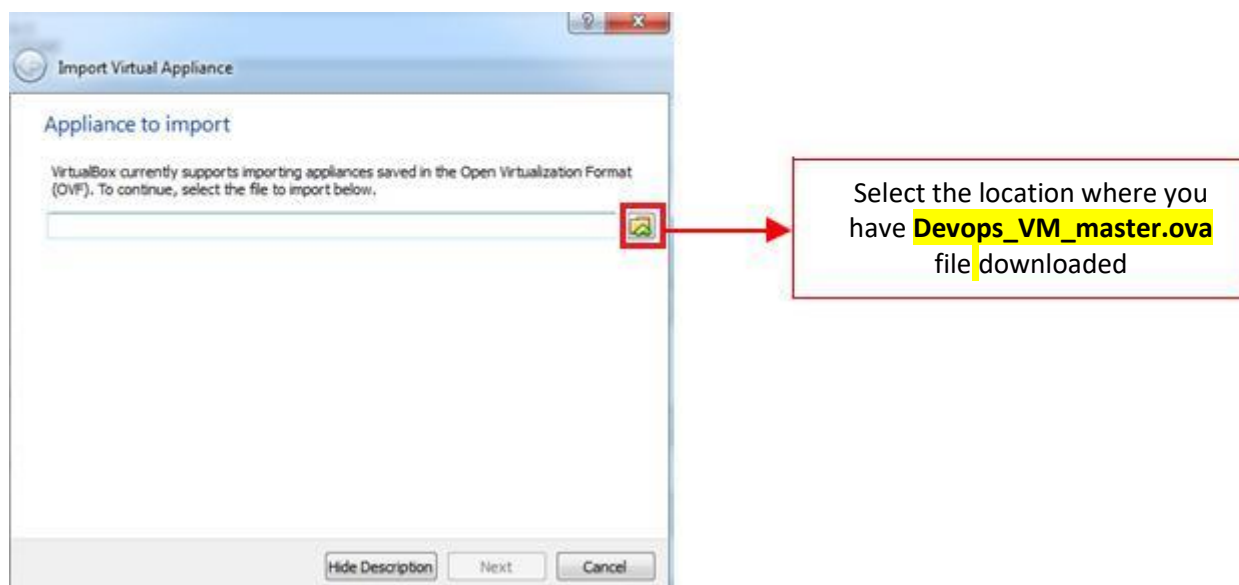 Import Virtual Appliance
Appliance to import
VirtualBox currently supports importing appliances saved in the Open Virtualization Format
(OVF). To continue, select the file to import below.
Select the location where you
have Devops_VM_master.ova
file downloaded
Hide Description
Next
Cancel